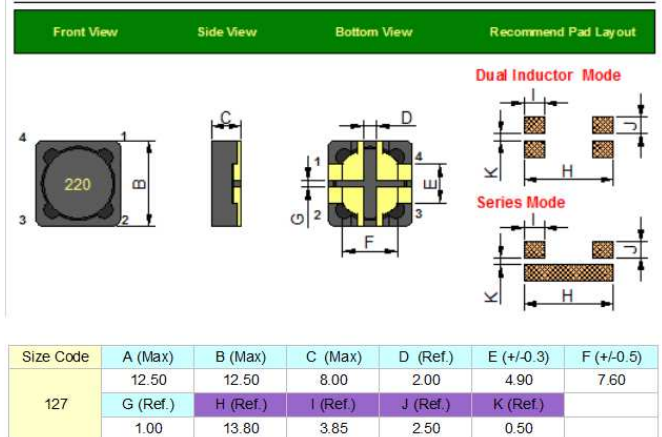 Front View Side View Bottom View Recommend Pad Layout
Dual Inductor Mode
I
J
K
H
Series Mode
I
J
K
H
4 1
220
B
3 2
C
D
1 4
E
G
2 3
F
Size Code A (Max) B (Max) C (Max) D (Ref.) E (+/-0.3) F (+/-0.5)
127 12.50 12.50 8.00 2.00 4.90 7.60
G (Ref.) H (Ref.) I (Ref.) J (Ref.) K (Ref.)
1.00 13.80 3.85 2.50 0.50